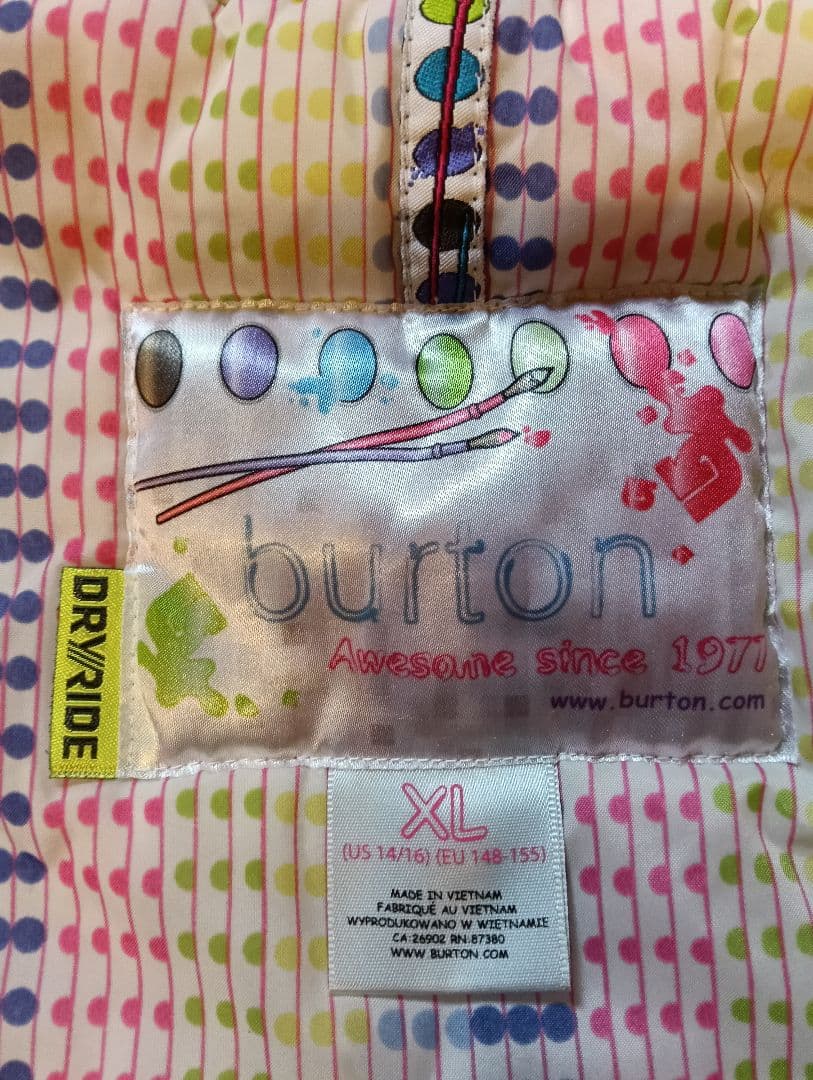 burton
Awesome since 1977
www.burton.com
DRY//RIDE
XL
(US 14/16) (EU 148-155)
MADE IN VIETNAM
FABRIQUÉ AU VIETNAM
WYPRODUKOWANO W WIETNAMIE
CA 26902 RN 87380
WWW.BURTON.COM